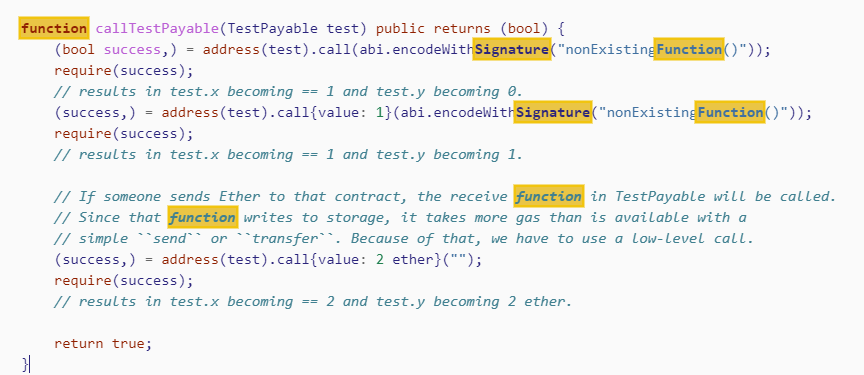 function callTestPayable(TestPayable test) public returns (bool) {
(bool success,) = address(test).call(abi.encodeWithSignature("nonExistingFunction()"));
require(success);
// results in test.x becoming == 1 and test.y becoming 0.
(success,) = address(test).call{value: 1}(abi.encodeWithSignature("nonExistingFunction()"));
require(success);
// results in test.x becoming == 1 and test.y becoming 1.
// If someone sends Ether to that contract, the receive function in TestPayable will be called.
// Since that function writes to storage, it takes more gas than is available with a
// simple ``send`` or ``transfer``. Because of that, we have to use a low-level call.
(success,) = address(test).call{value: 2 ether}("");
require(success);
// results in test.x becoming == 2 and test.y becoming 2 ether.
return true;
}